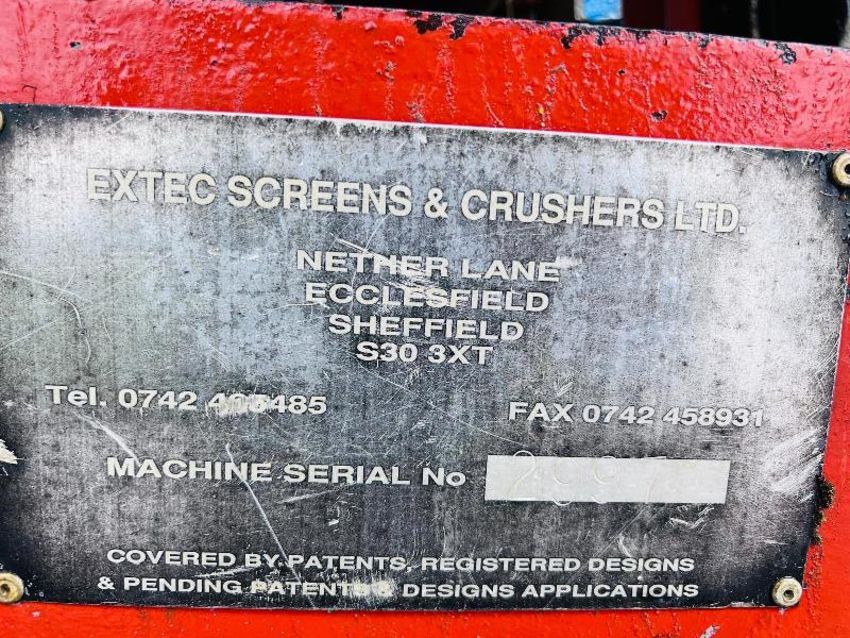 EXTEC SCREENS & CRUSHERS LTD.
NETHER LANE
ECCLESFIELD
SHEFFIELD
S30 3XT
Tel. 0742
FAX 0742 458931
MACHINE SERIAL No
COVERED BY PATENTS, REGISTERED DESIGNS
& PENDING PATENTS & DESIGNS APPLICATIONS